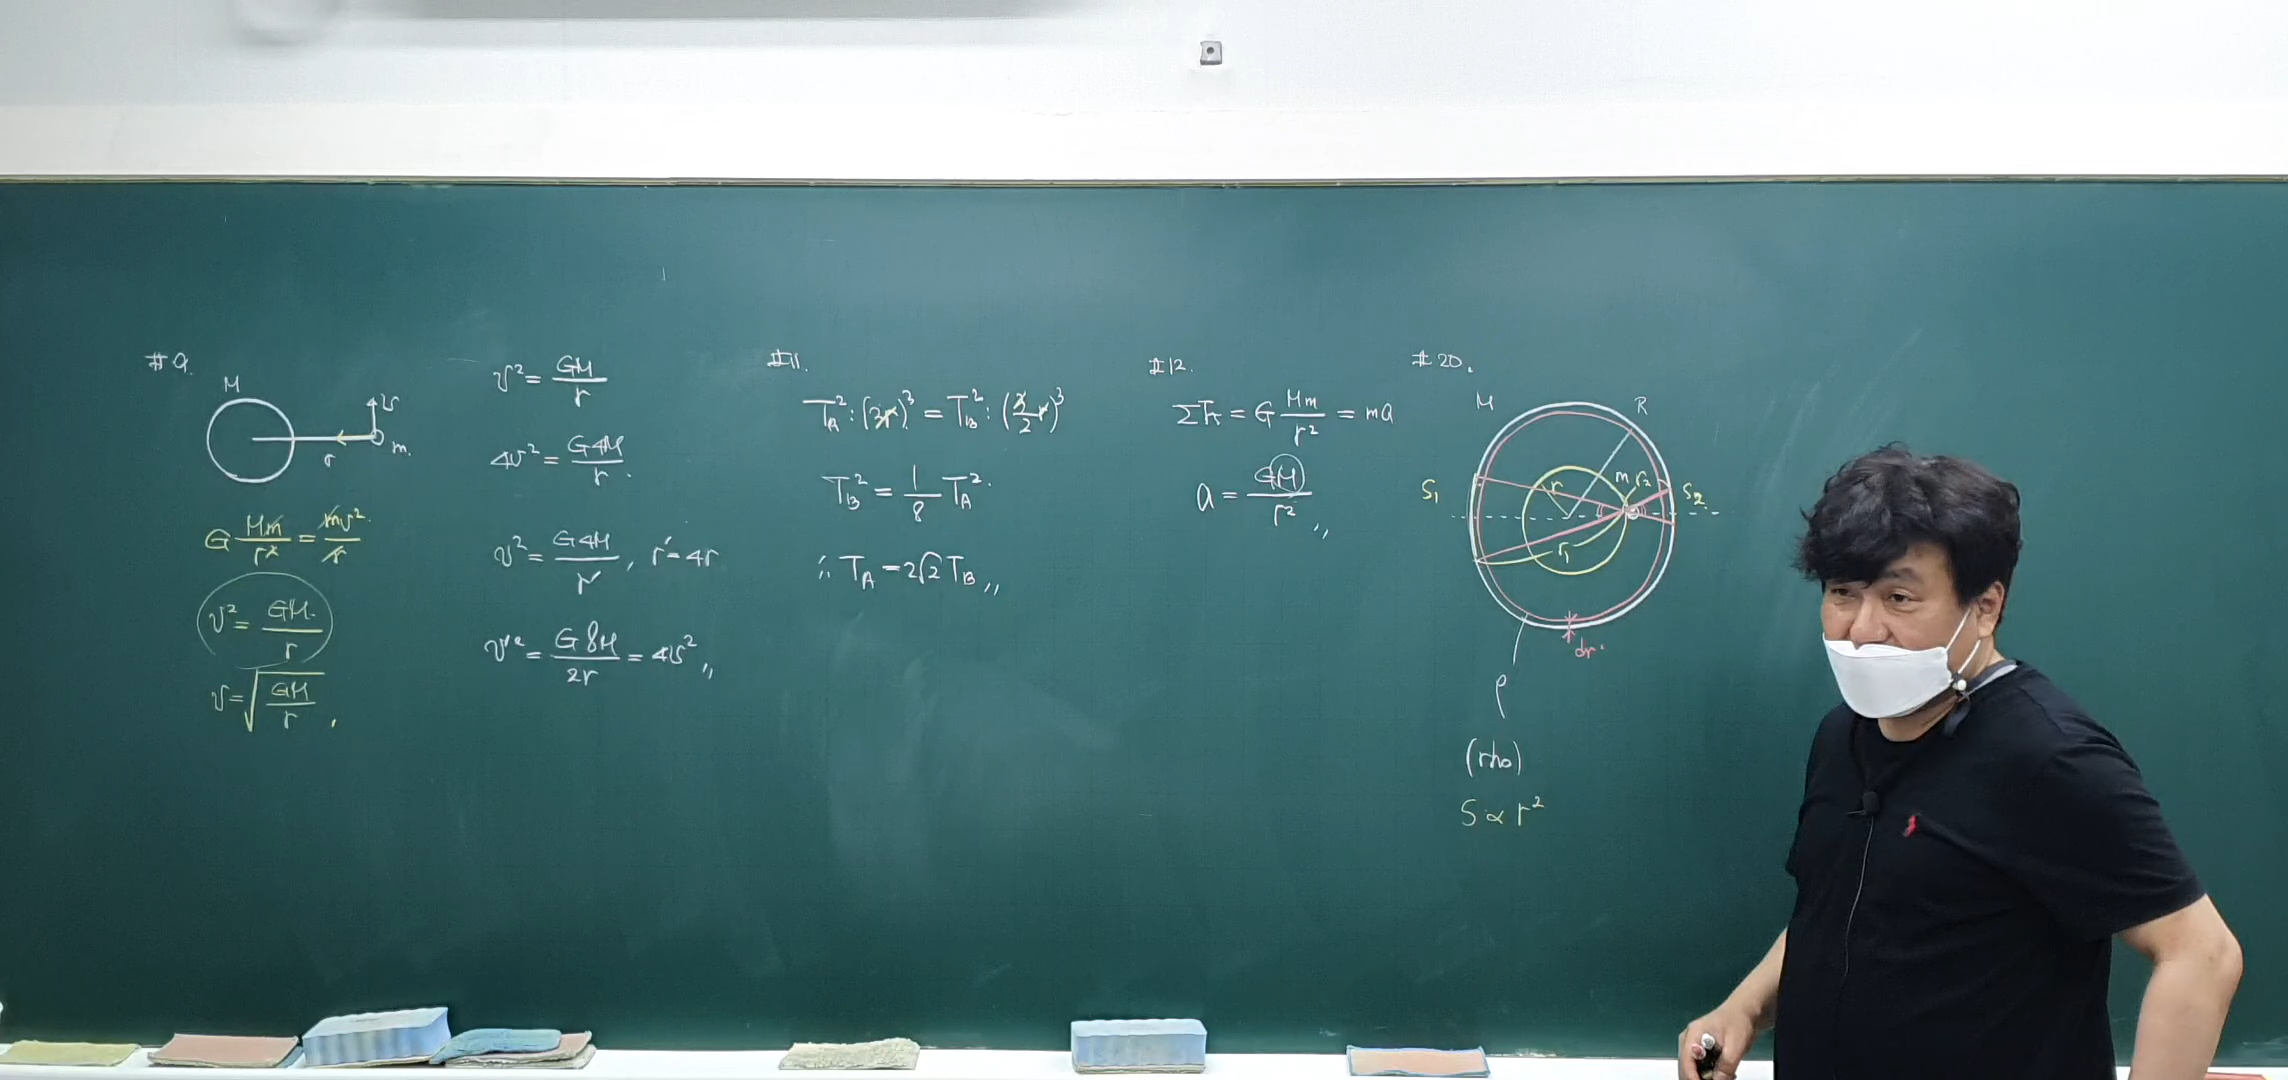 # 9.
M
v
r
m.
G Mm/r² = mv²/r
v² = GM/r
v = √(GM/r) .
v² = GM/r
4v² = G4M/r .
v² = G4M/r′ , r′ = 4r
v′² = G8M/2r = 4v² 〃
#11.
T_A² : (3r)³ = T_B² : (3/2 r)³
T_B² = 1/8 T_A² .
∴ T_A = 2√2 T_B 〃
#12.
ΣF = G Mm/r² = ma
a = GM/r² 〃
# 20.
M
R
S₁
r
m
r₂
S₂
r₁
dr
ρ
(rho)
S ∝ r²